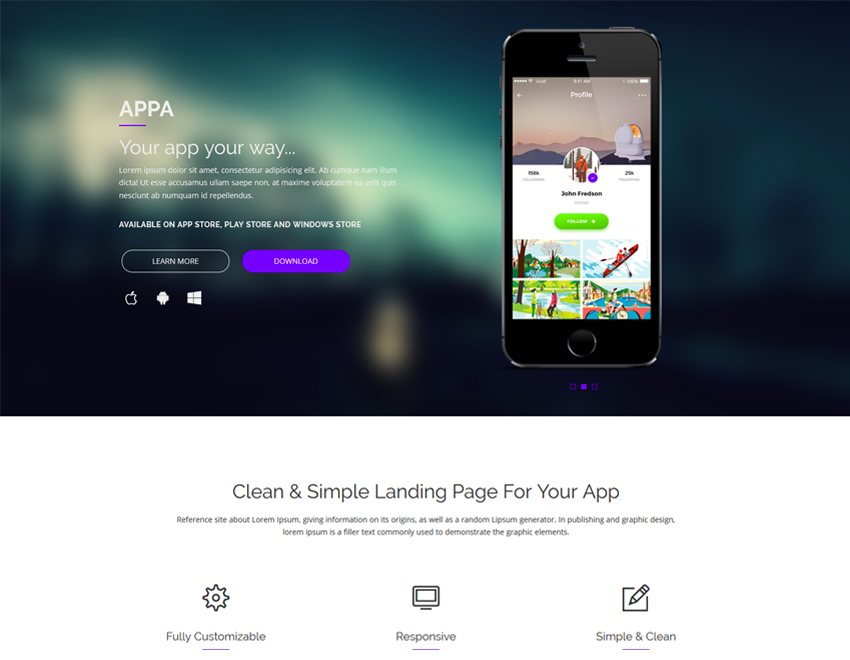 APPA
Your app your way...
Lorem ipsum dolor sit amet, consectetur adipisicing elit. Ab cumque nam illum
dicta! Ut esse accusamus ullam saepe non, at maxime voluptatem ea velit quis
nesciunt ab numquam id repellendus.
AVAILABLE ON APP STORE, PLAY STORE AND WINDOWS STORE
LEARN MORE
DOWNLOAD
9:41 AM
100%
Profile
158k
25k
FOLLOWERS
John Fredson
FOLLOW
Clean & Simple Landing Page For Your App
Reference site about Lorem Ipsum, giving information on its origins, as well as a random Lipsum generator. In publishing and graphic design,
lorem ipsum is a filler text commonly used to demonstrate the graphic elements.
Fully Customizable
Responsive
Simple & Clean